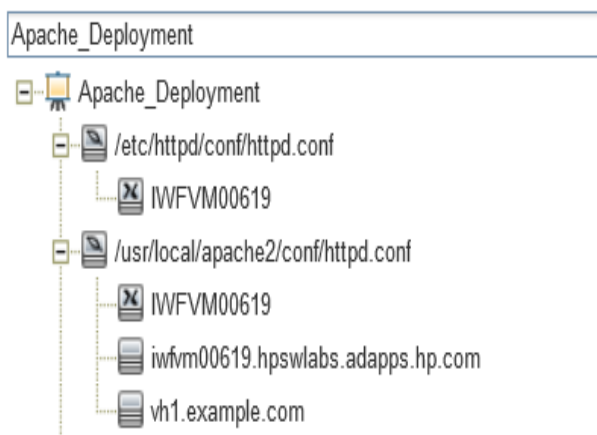 Apache_Deployment
Apache_Deployment
/etc/httpd/conf/httpd.conf
IWFVM00619
/usr/local/apache2/conf/httpd.conf
IWFVM00619
iwfvm00619.hpswlabs.adapps.hp.com
vh1.example.com